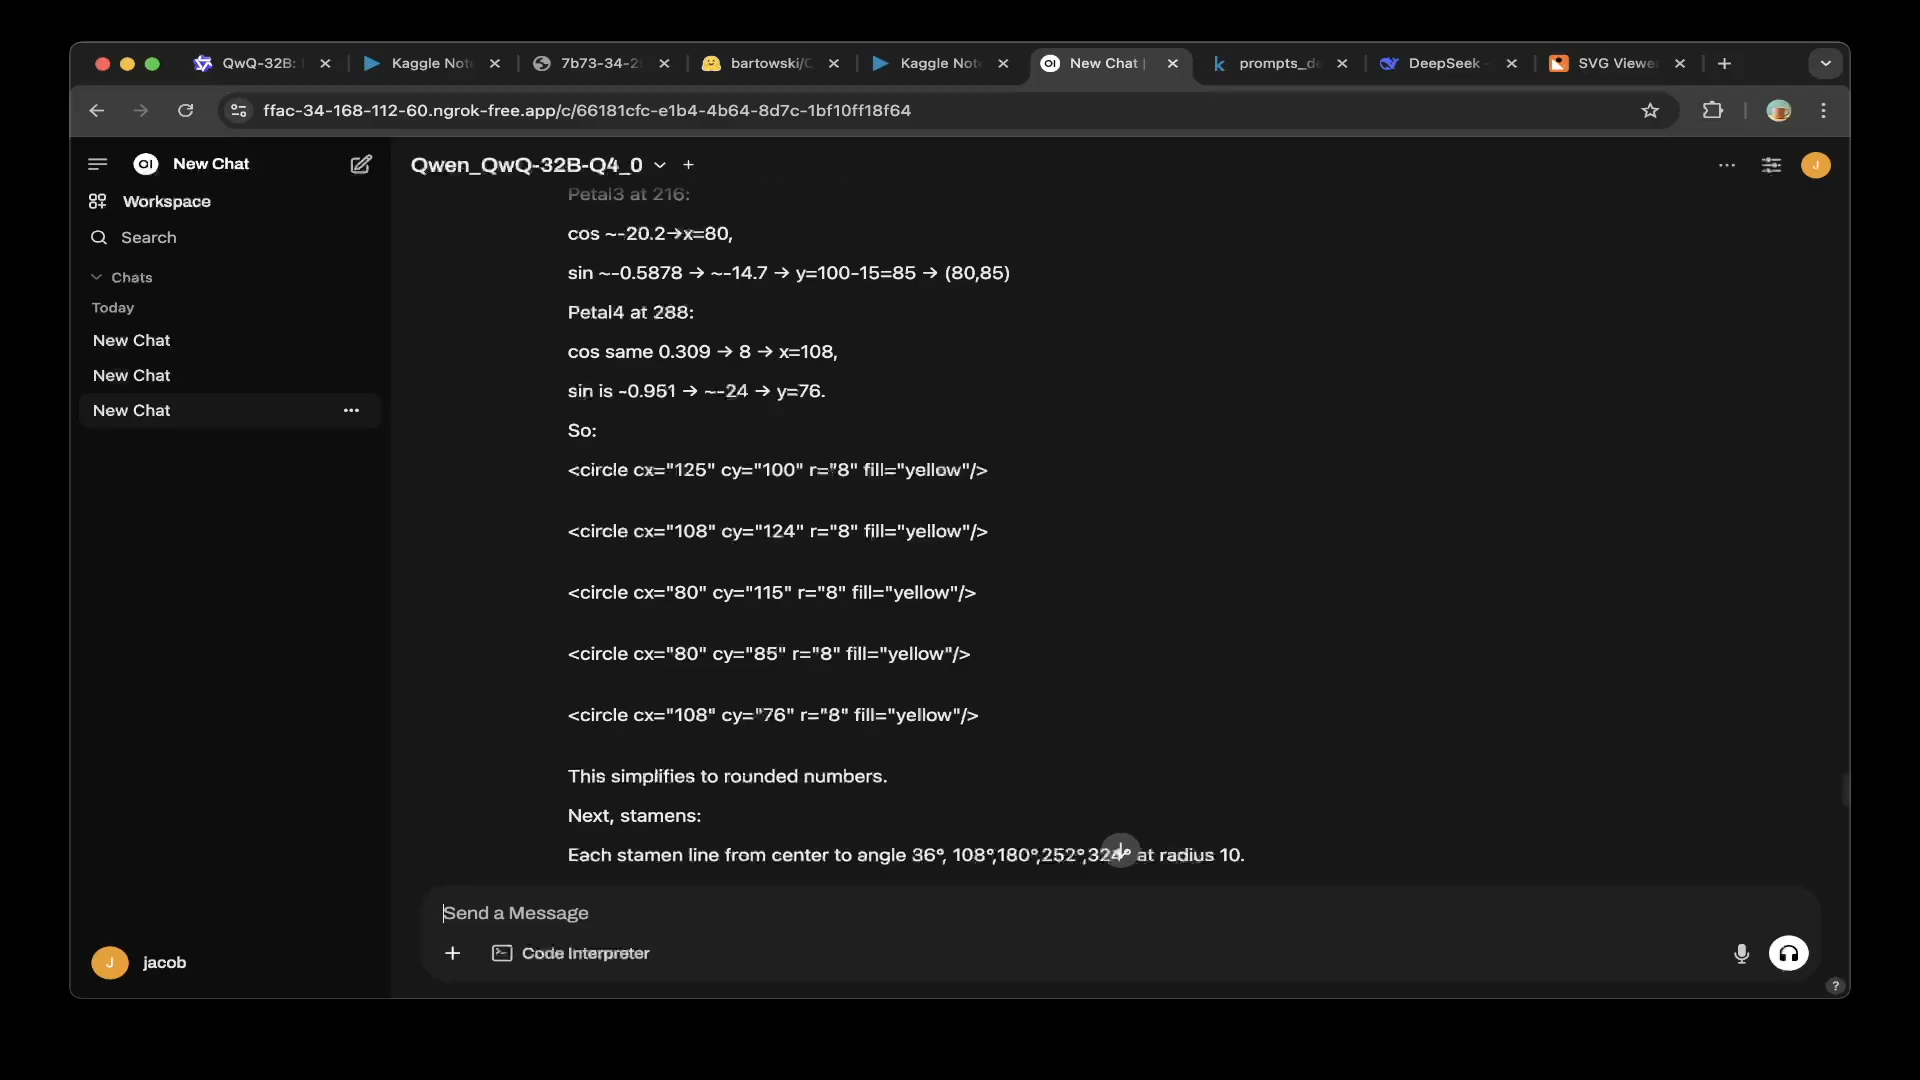 QwQ-32B:
Kaggle Not
7b73-34-2
bartowski/
Kaggle Not
New Chat
prompts_d
DeepSeek
SVG Viewer
ffac-34-168-112-60.ngrok-free.app/c/66181cfc-e1b4-4b64-8d7c-1bf10ff18f64
OI New Chat
Workspace
Search
Chats
Today
New Chat
New Chat
New Chat
J jacob
Qwen_QwQ-32B-Q4_0
J
Petal3 at 216:
cos ~-20.2→x=80,
sin ~-0.5878 → ~-14.7 → y=100-15=85 → (80,85)
Petal4 at 288:
cos same 0.309 → 8 → x=108,
sin is -0.951 → ~-24 → y=76.
So:
<circle cx="125" cy="100" r="8" fill="yellow"/>
<circle cx="108" cy="124" r="8" fill="yellow"/>
<circle cx="80" cy="115" r="8" fill="yellow"/>
<circle cx="80" cy="85" r="8" fill="yellow"/>
<circle cx="108" cy="76" r="8" fill="yellow"/>
This simplifies to rounded numbers.
Next, stamens:
Each stamen line from center to angle 36°, 108°,180°,252°,324° at radius 10.
Send a Message
Code Interpreter
?